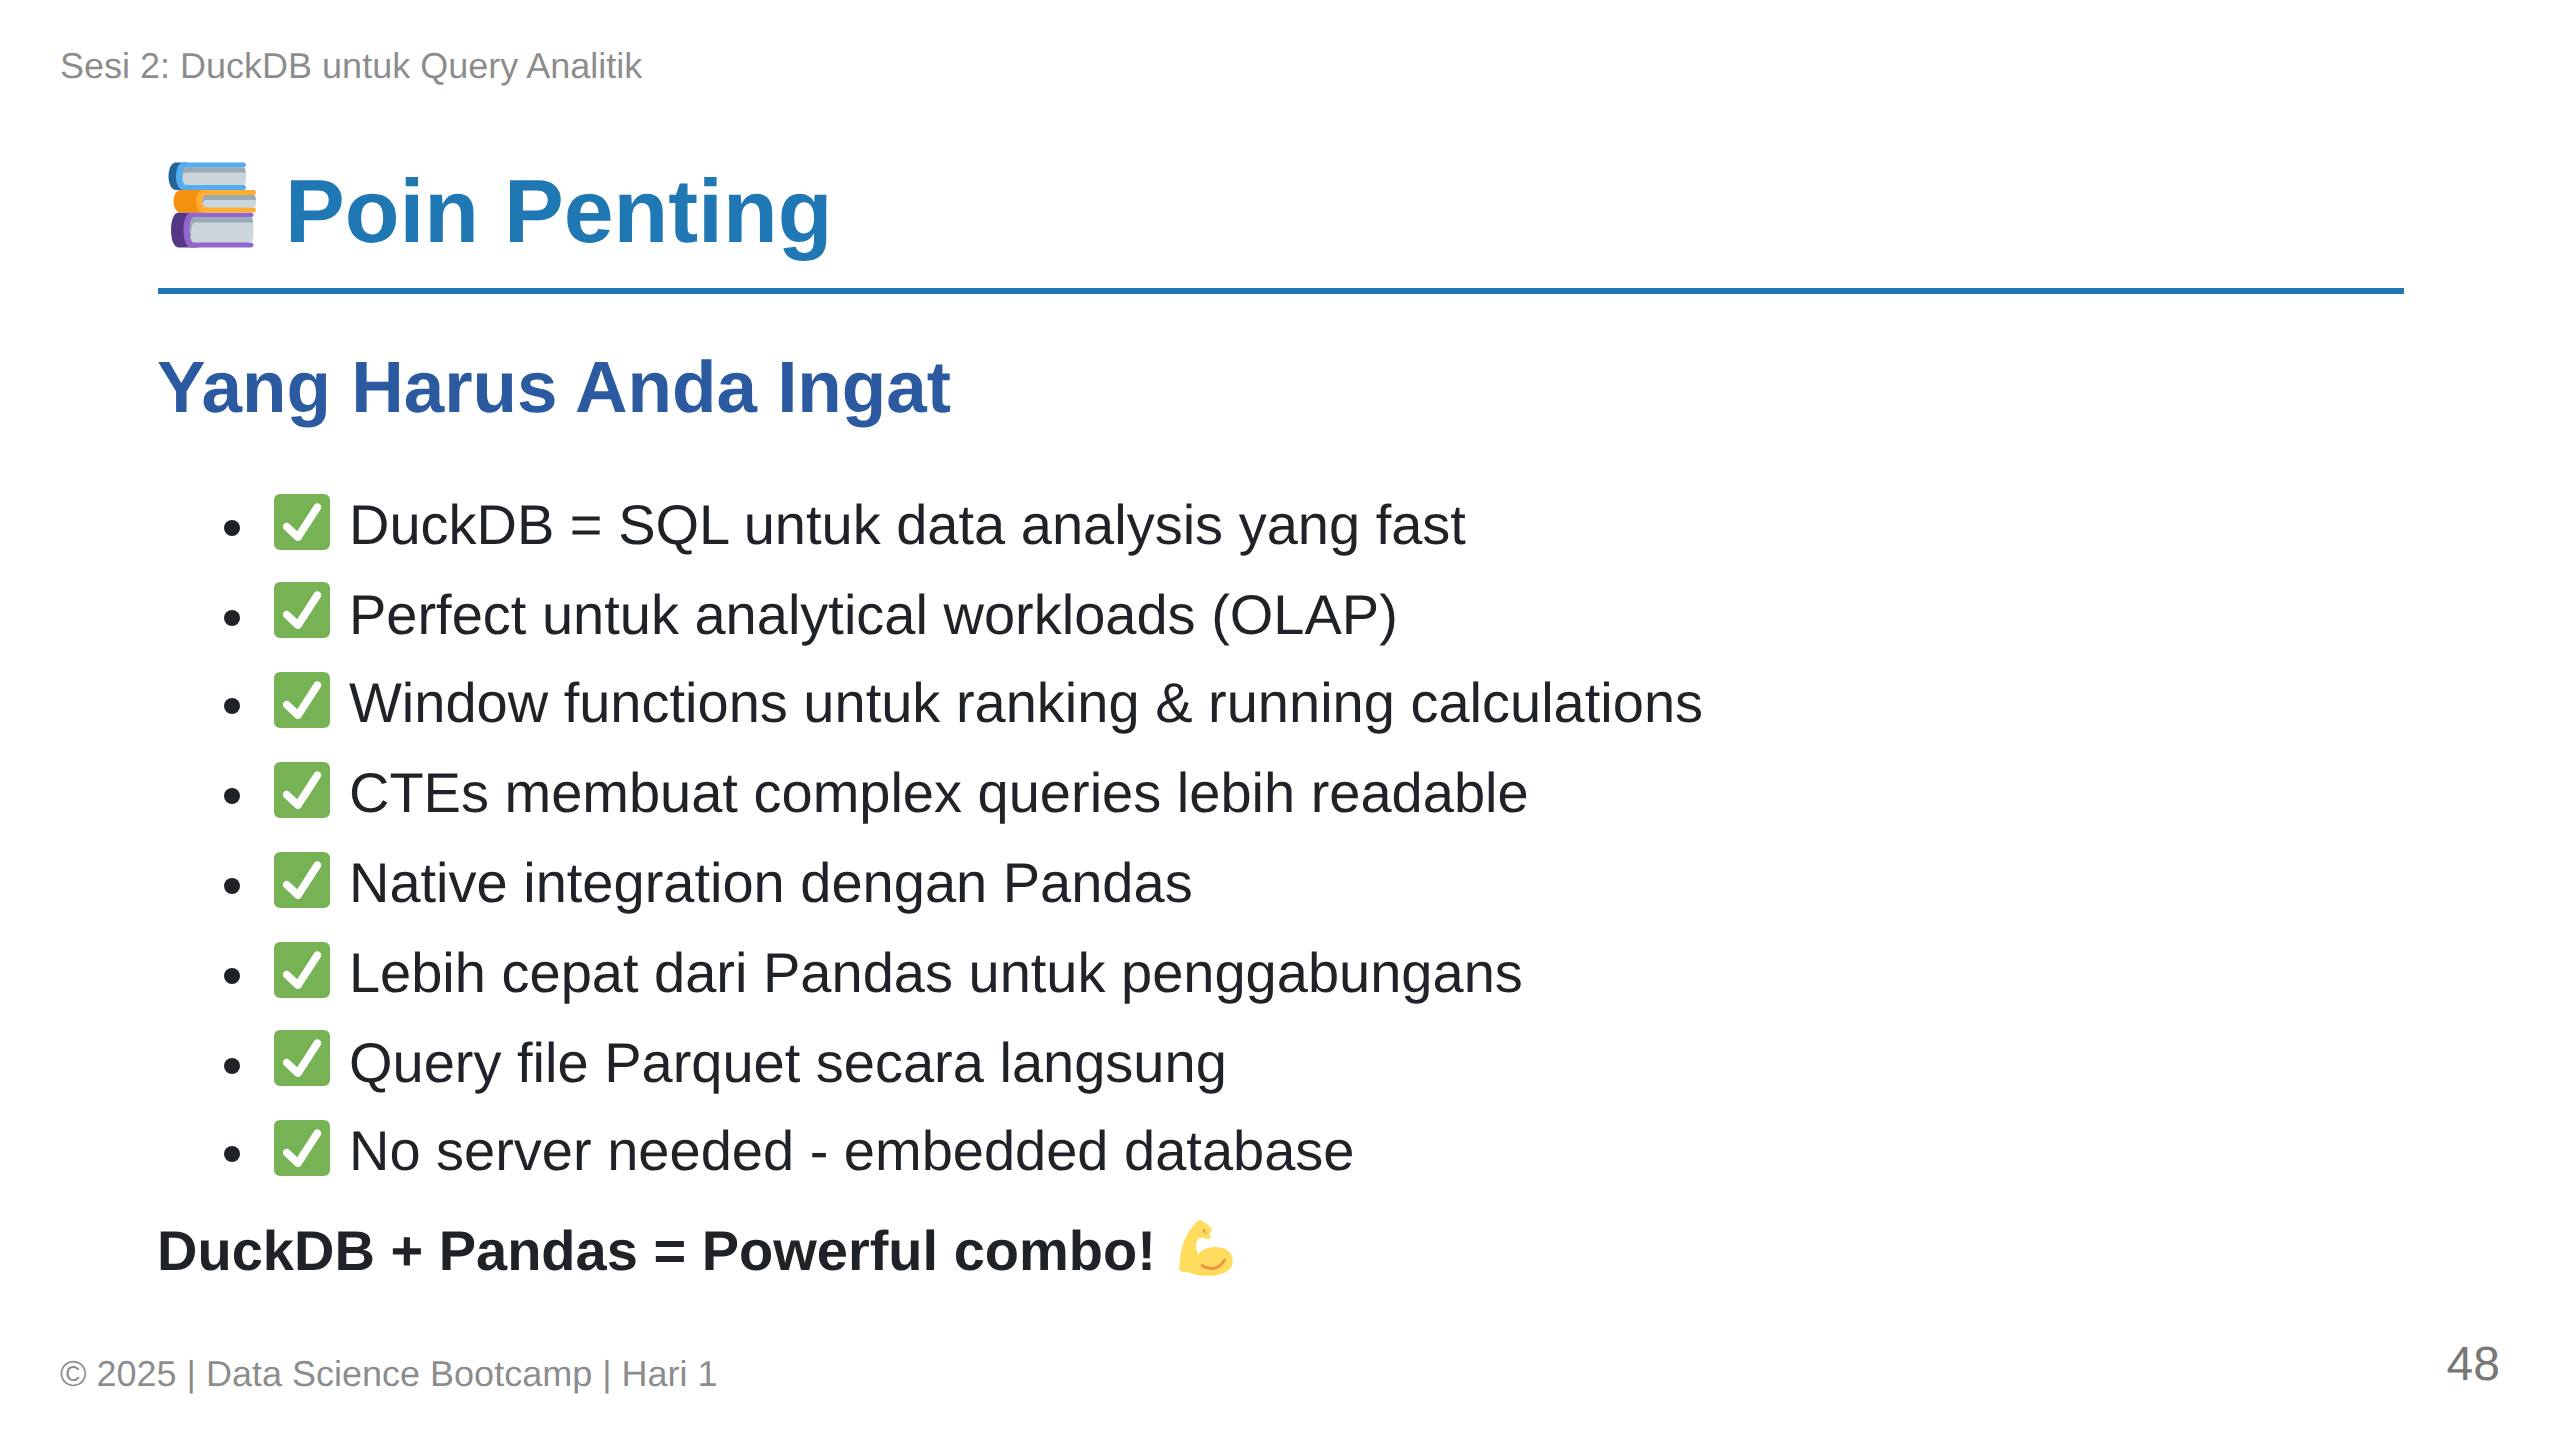 Sesi 2: DuckDB untuk Query Analitik
📚 Poin Penting
Yang Harus Anda Ingat
• ✅ DuckDB = SQL untuk data analysis yang fast
• ✅ Perfect untuk analytical workloads (OLAP)
• ✅ Window functions untuk ranking & running calculations
• ✅ CTEs membuat complex queries lebih readable
• ✅ Native integration dengan Pandas
• ✅ Lebih cepat dari Pandas untuk penggabungans
• ✅ Query file Parquet secara langsung
• ✅ No server needed - embedded database
DuckDB + Pandas = Powerful combo! 💪
© 2025 | Data Science Bootcamp | Hari 1
48